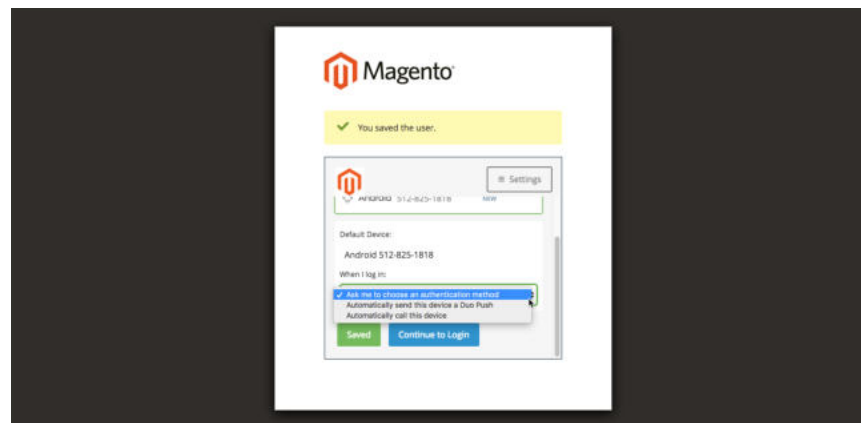 Magento
You saved the user.
Settings
Android 512-825-1818 NEW
Default Device:
Android 512-825-1818
When I log in:
Ask me to choose an authentication method
Automatically send this device a Duo Push
Automatically call this device
Saved Continue to Login